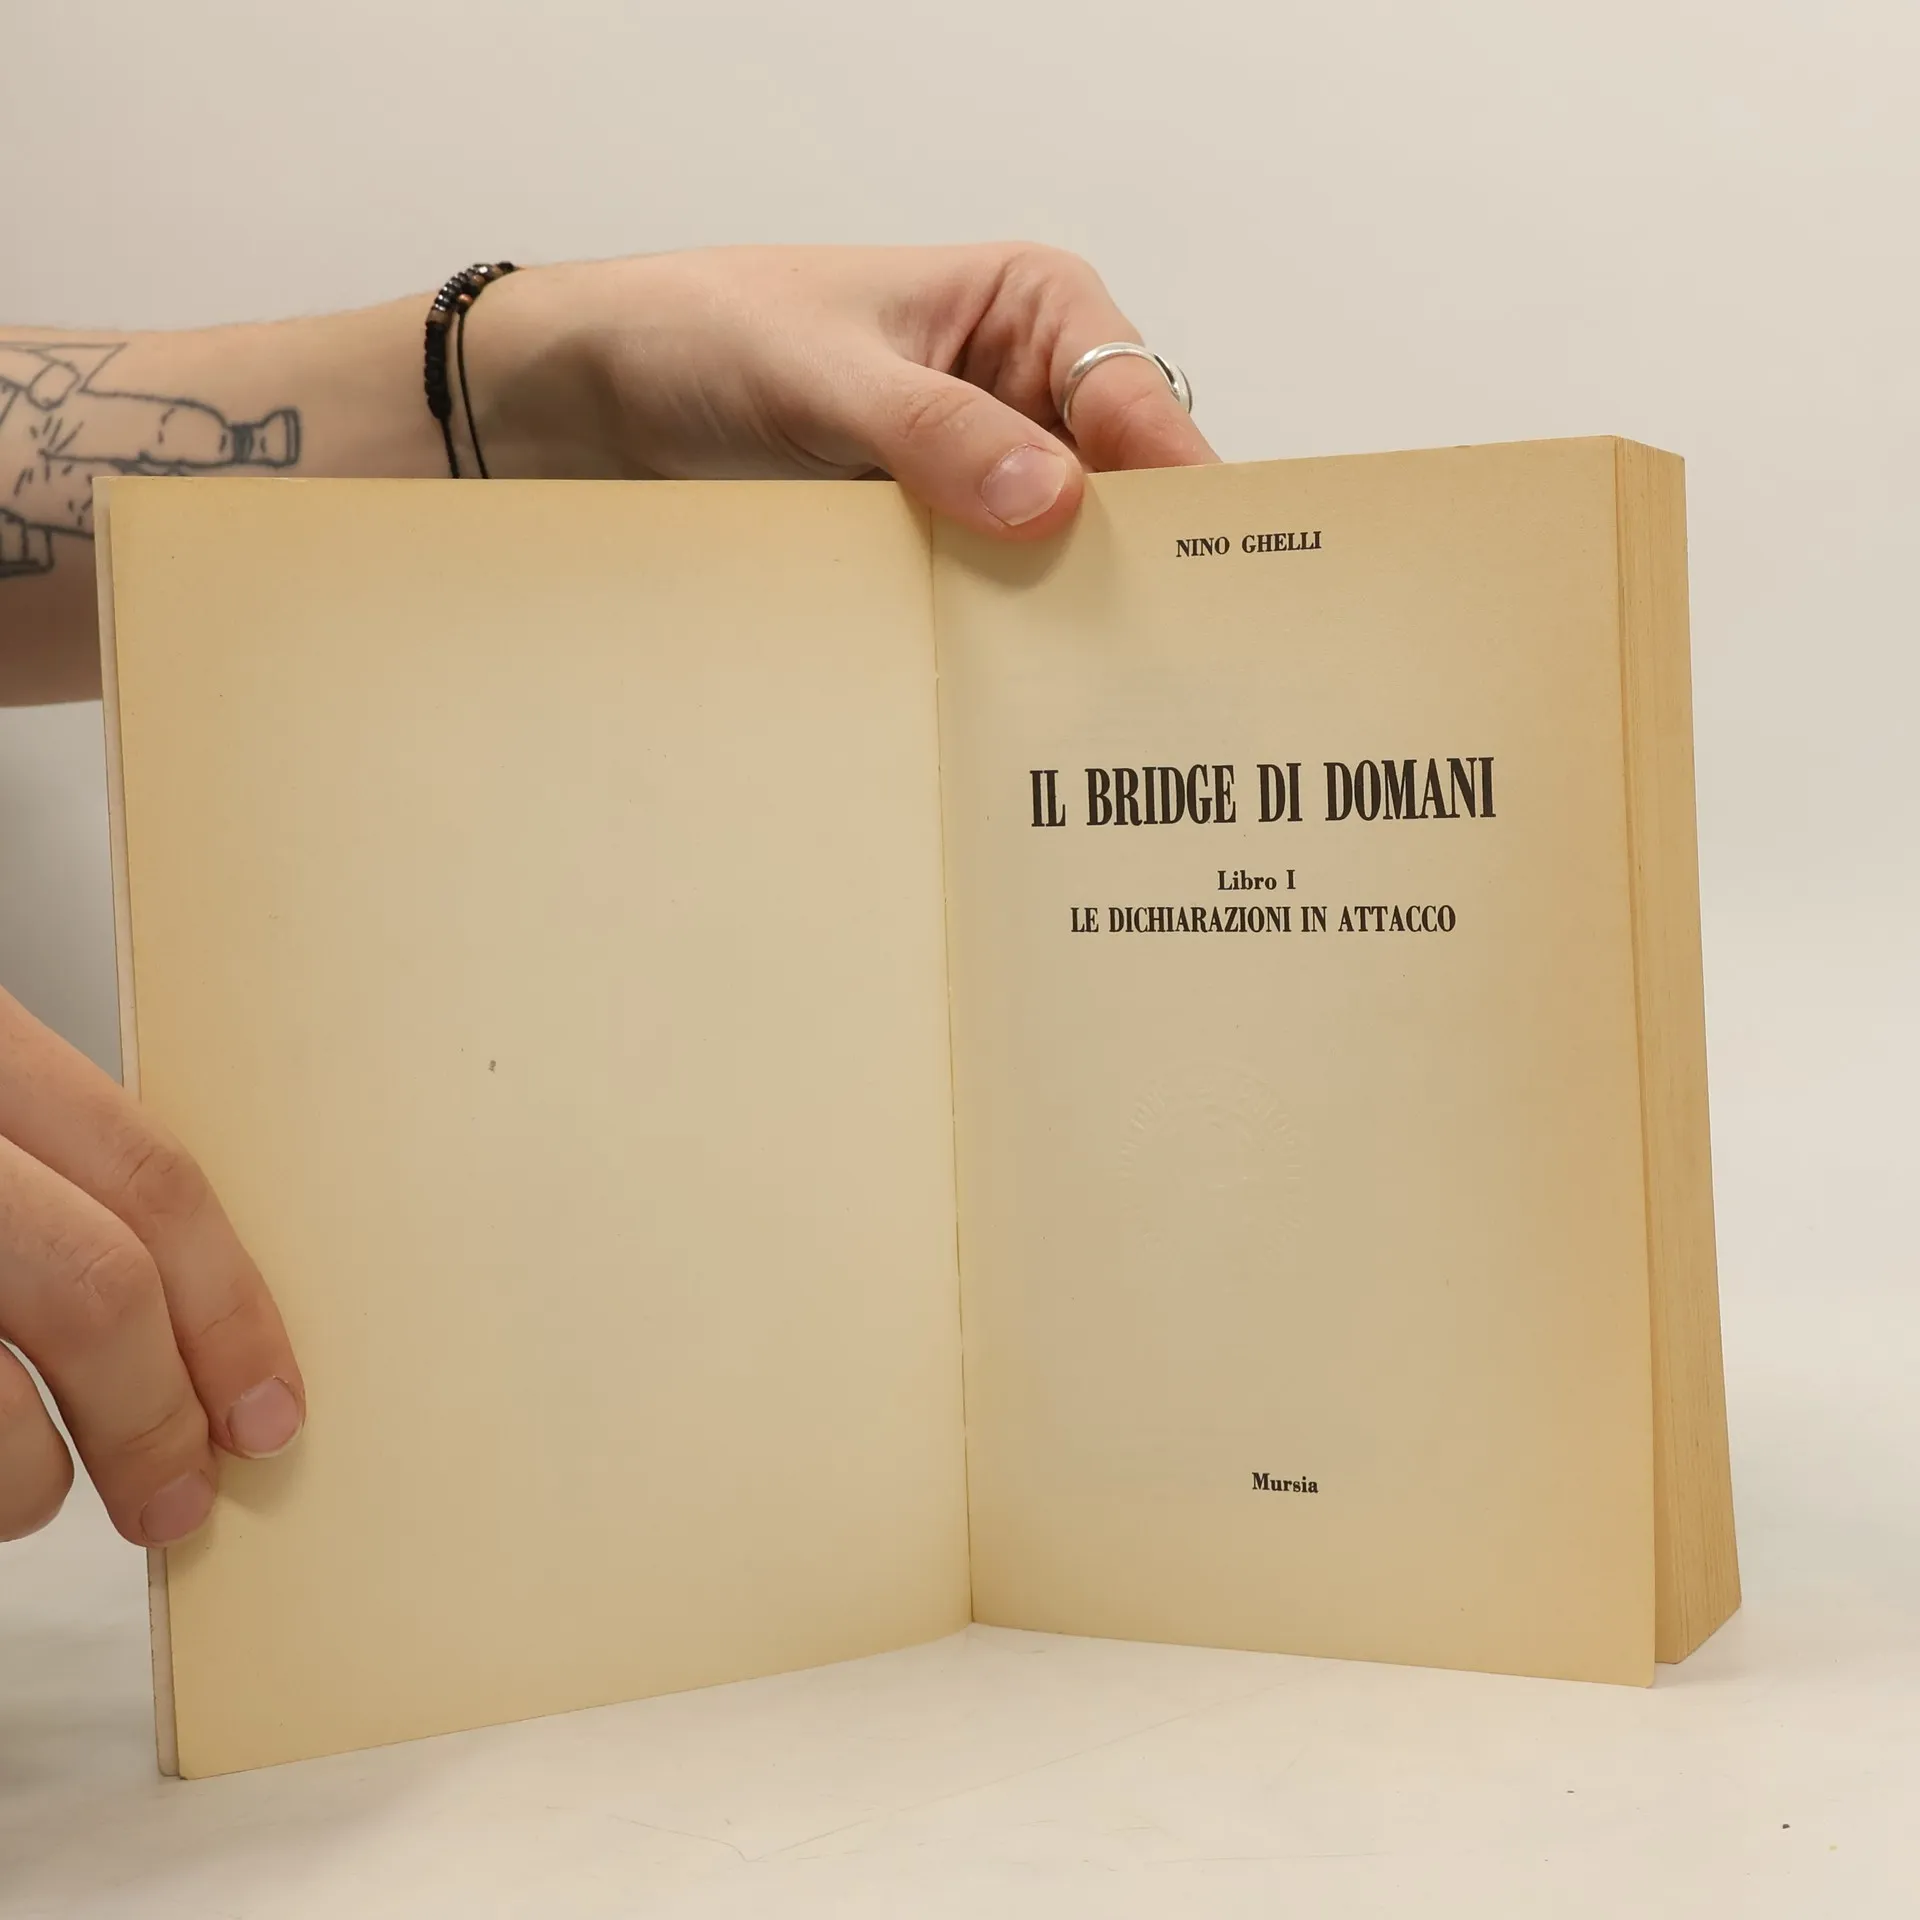 NINO GHELLI
IL BRIDGE DI DOMANI
Libro I
LE DICHIARAZIONI IN ATTACCO
Mursia